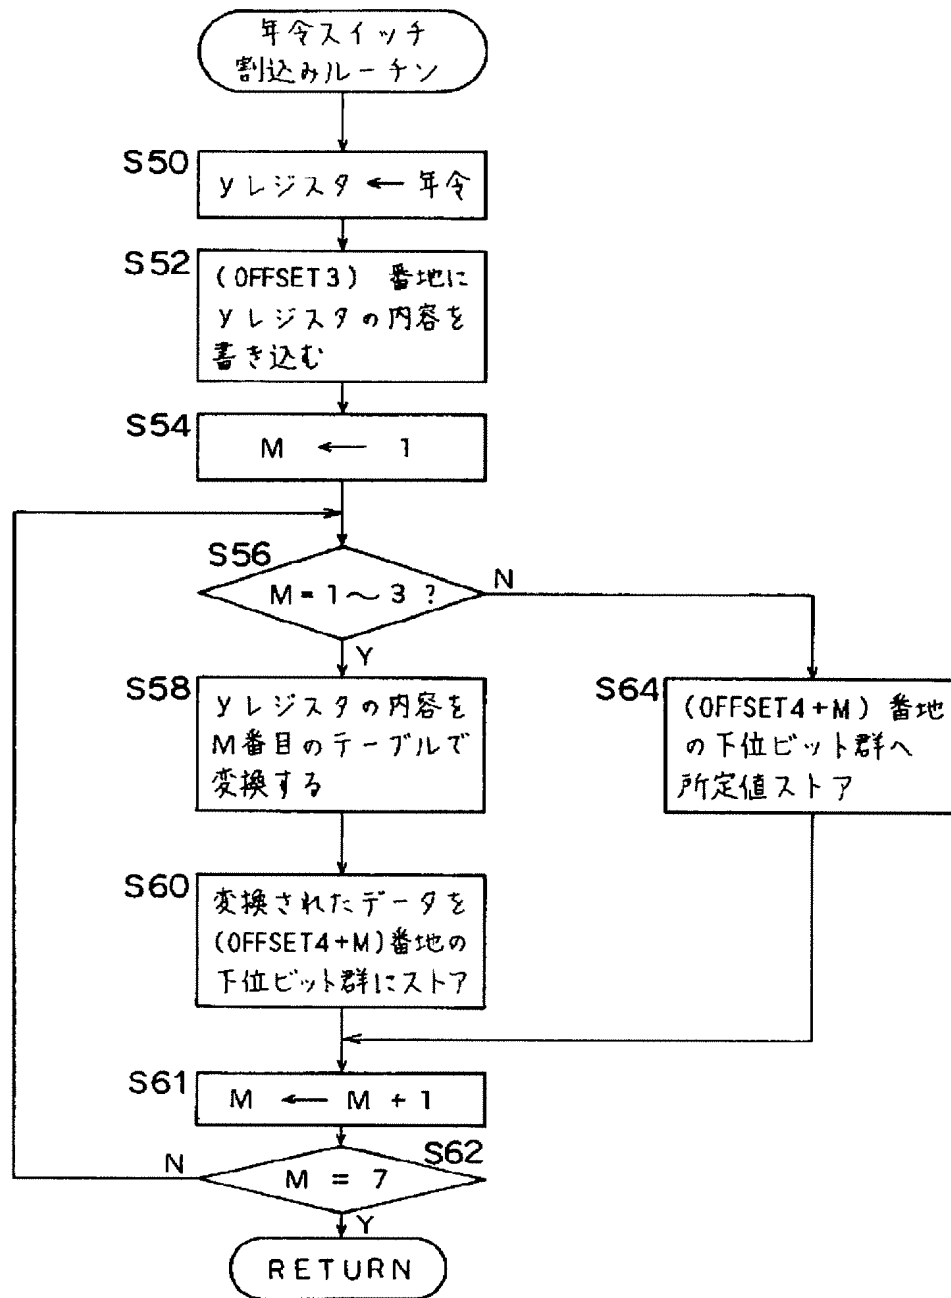 年令スイッチ
割込みルーチン
S50
yレジスタ ← 年令
S52
(OFFSET3) 番地に
yレジスタの内容を
書き込む
S54
M ← 1
S56
M = 1〜3 ?
N
Y
S58
yレジスタの内容を
M番目のテーブルで
変換する
S64
(OFFSET4+M) 番地
の下位ビット群へ
所定値ストア
S60
変換されたデータを
(OFFSET4+M)番地の
下位ビット群にストア
S61
M ← M + 1
S62
N
M = 7
Y
RETURN